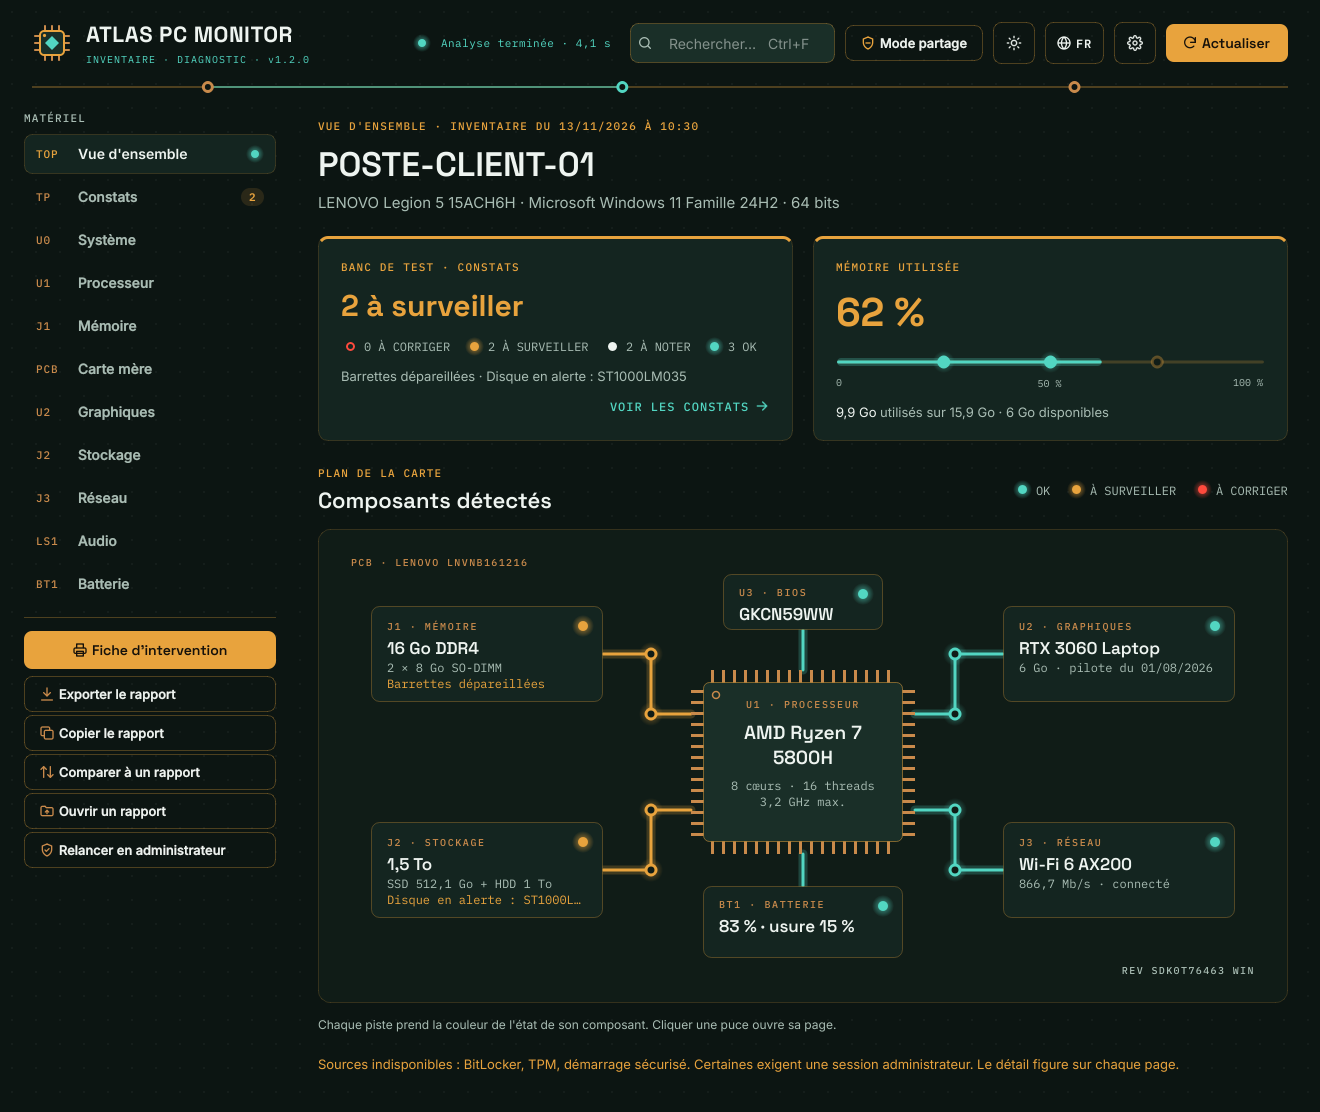 ATLAS PC MONITOR
INVENTAIRE · DIAGNOSTIC · v1.2.0
Analyse terminée · 4,1 s
Rechercher... Ctrl+F
Mode partage
FR
Actualiser
MATÉRIEL
TOP Vue d'ensemble
TP Constats 2
U0 Système
U1 Processeur
J1 Mémoire
PCB Carte mère
U2 Graphiques
J2 Stockage
J3 Réseau
LS1 Audio
BT1 Batterie
Fiche d'intervention
Exporter le rapport
Copier le rapport
Comparer à un rapport
Ouvrir un rapport
Relancer en administrateur
VUE D'ENSEMBLE · INVENTAIRE DU 13/11/2026 À 10:30
POSTE-CLIENT-01
LENOVO Legion 5 15ACH6H · Microsoft Windows 11 Famille 24H2 · 64 bits
BANC DE TEST · CONSTATS
2 à surveiller
0 À CORRIGER 2 À SURVEILLER 2 À NOTER 3 OK
Barrettes dépareillées · Disque en alerte : ST1000LM035
VOIR LES CONSTATS →
MÉMOIRE UTILISÉE
62 %
0 50 % 100 %
9,9 Go utilisés sur 15,9 Go · 6 Go disponibles
PLAN DE LA CARTE
Composants détectés
OK À SURVEILLER À CORRIGER
PCB · LENOVO LNVNB161216
U3 · BIOS
GKCN59WW
J1 · MÉMOIRE
16 Go DDR4
2 × 8 Go SO-DIMM
Barrettes dépareillées
U2 · GRAPHIQUES
RTX 3060 Laptop
6 Go · pilote du 01/08/2026
U1 · PROCESSEUR
AMD Ryzen 7
5800H
8 cœurs · 16 threads
3,2 GHz max.
J2 · STOCKAGE
1,5 To
SSD 512,1 Go + HDD 1 To
Disque en alerte : ST1000L…
J3 · RÉSEAU
Wi-Fi 6 AX200
866,7 Mb/s · connecté
BT1 · BATTERIE
83 % · usure 15 %
REV SDK0T76463 WIN
Chaque piste prend la couleur de l'état de son composant. Cliquer une puce ouvre sa page.
Sources indisponibles : BitLocker, TPM, démarrage sécurisé. Certaines exigent une session administrateur. Le détail figure sur chaque page.